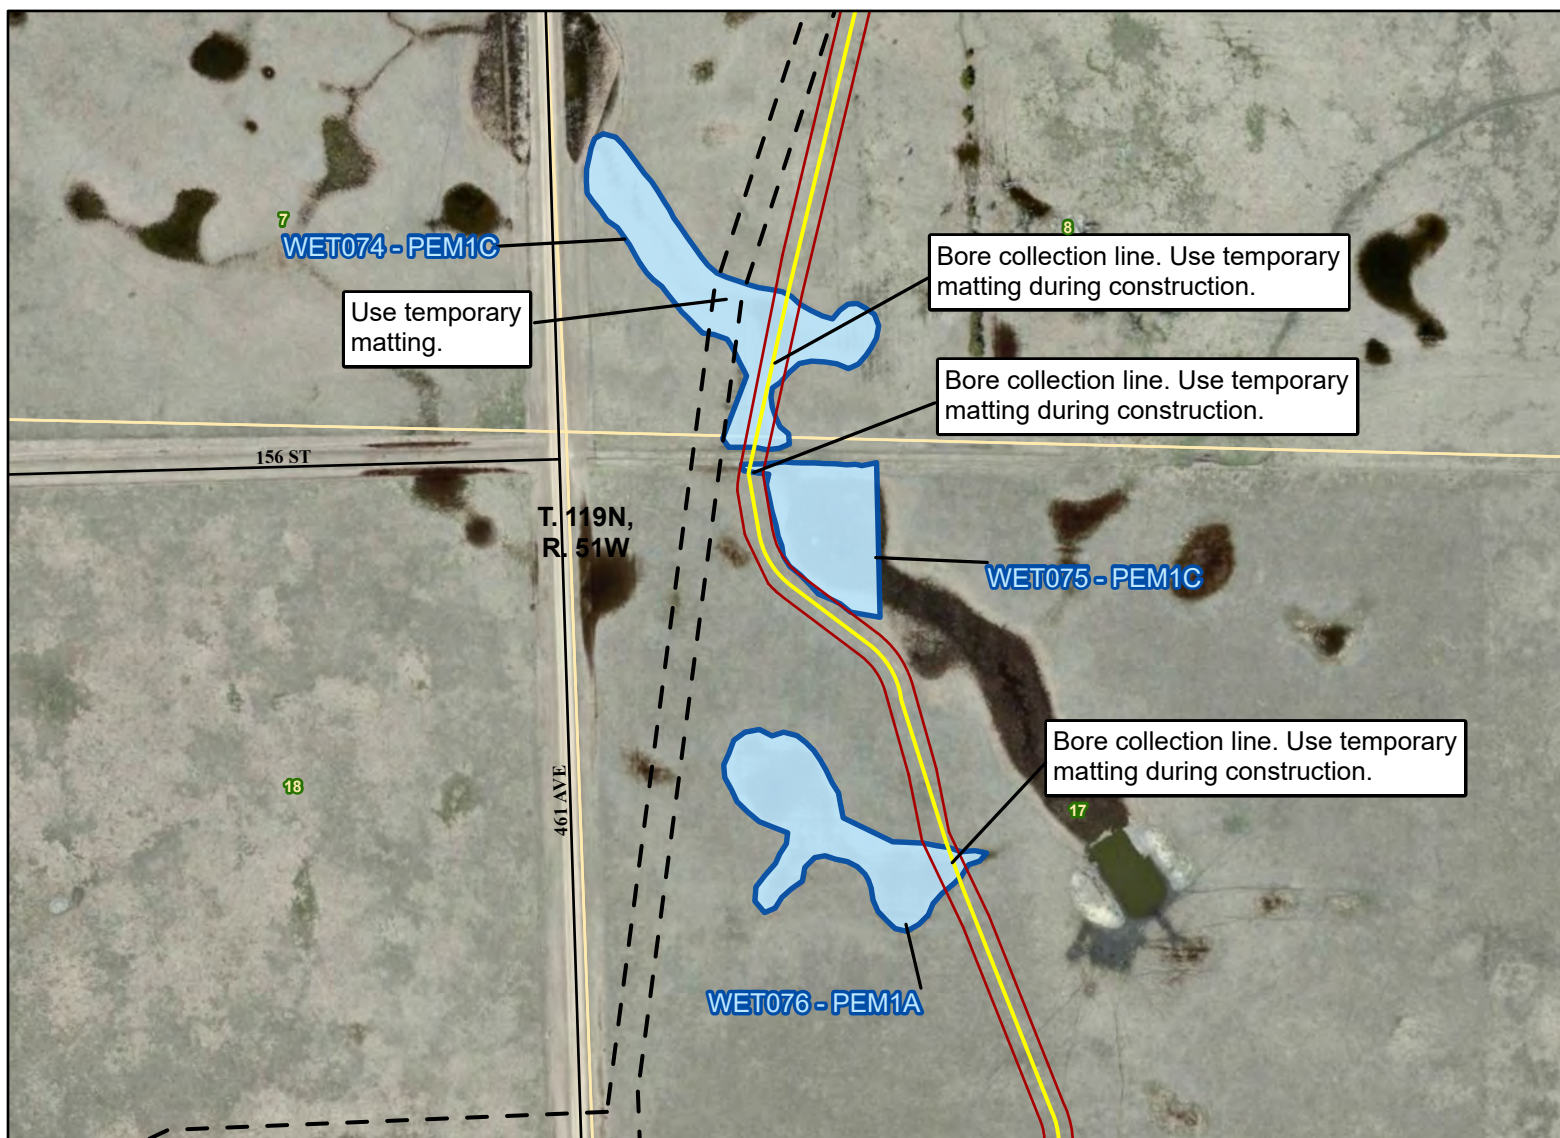 7
WET074 - PEM1C
8
Bore collection line. Use temporary
matting during construction.
Use temporary
matting.
Bore collection line. Use temporary
matting during construction.
156 ST
T. 119N,
R. 51W
WET075 - PEM1C
Bore collection line. Use temporary
matting during construction.
461 AVE
18
17
WET076 - PEM1A